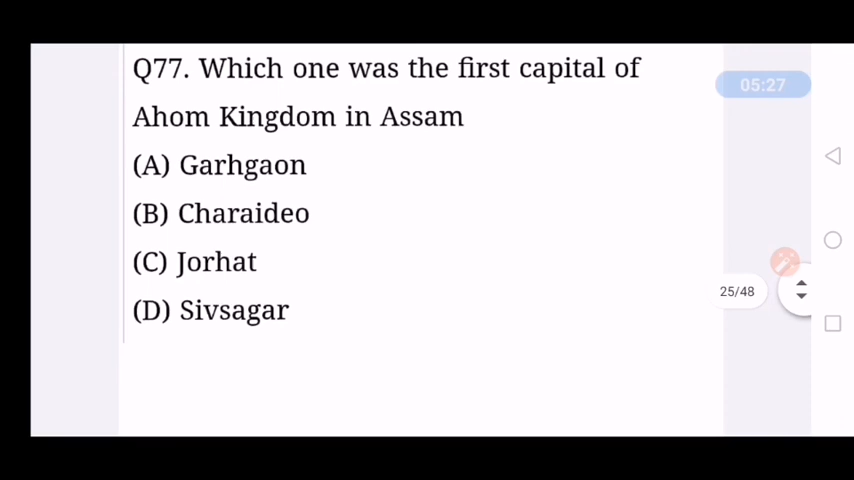 Q77. Which one was the first capital of
05:27
Ahom Kingdom in Assam
(A) Garhgaon
(B) Charaideo
(C) Jorhat
25/48
(D) Sivsagar